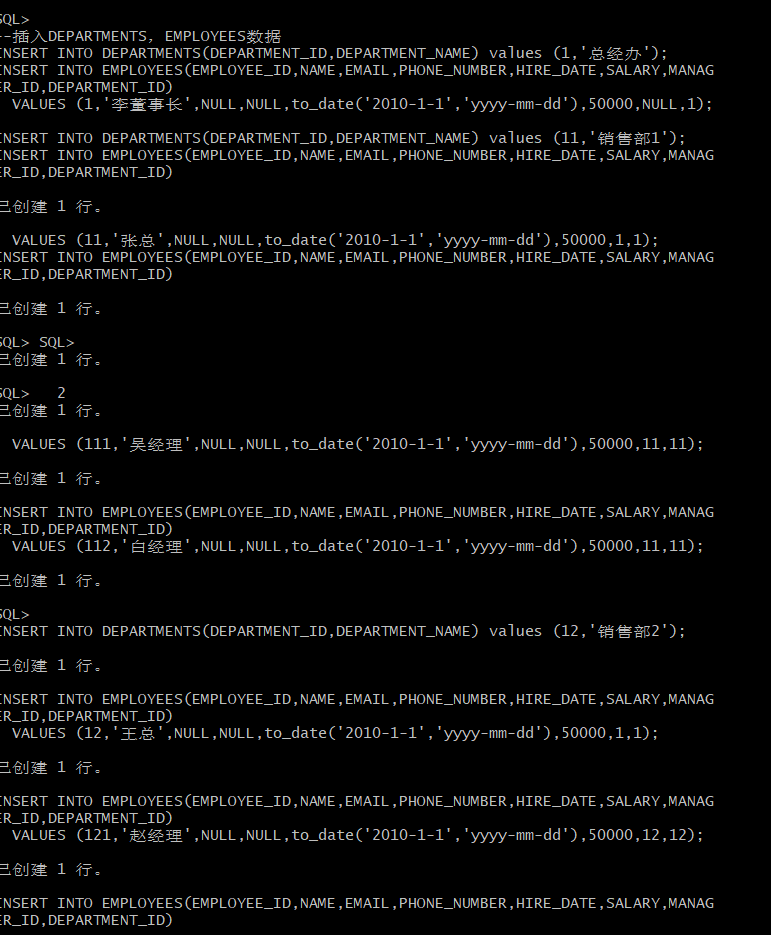 SQL>
--插入DEPARTMENTS，EMPLOYEES数据
INSERT INTO DEPARTMENTS(DEPARTMENT_ID,DEPARTMENT_NAME) values (1,'总经办');
INSERT INTO EMPLOYEES(EMPLOYEE_ID,NAME,EMAIL,PHONE_NUMBER,HIRE_DATE,SALARY,MANAG
ER_ID,DEPARTMENT_ID)
VALUES (1,'李董事长',NULL,NULL,to_date('2010-1-1','yyyy-mm-dd'),50000,NULL,1);
INSERT INTO DEPARTMENTS(DEPARTMENT_ID,DEPARTMENT_NAME) values (11,'销售部1');
INSERT INTO EMPLOYEES(EMPLOYEE_ID,NAME,EMAIL,PHONE_NUMBER,HIRE_DATE,SALARY,MANAG
ER_ID,DEPARTMENT_ID)
已创建 1 行。
VALUES (11,'张总',NULL,NULL,to_date('2010-1-1','yyyy-mm-dd'),50000,1,1);
INSERT INTO EMPLOYEES(EMPLOYEE_ID,NAME,EMAIL,PHONE_NUMBER,HIRE_DATE,SALARY,MANAG
ER_ID,DEPARTMENT_ID)
已创建 1 行。
SQL> SQL>
已创建 1 行。
SQL>   2
已创建 1 行。
VALUES (111,'吴经理',NULL,NULL,to_date('2010-1-1','yyyy-mm-dd'),50000,11,11);
已创建 1 行。
INSERT INTO EMPLOYEES(EMPLOYEE_ID,NAME,EMAIL,PHONE_NUMBER,HIRE_DATE,SALARY,MANAG
ER_ID,DEPARTMENT_ID)
VALUES (112,'白经理',NULL,NULL,to_date('2010-1-1','yyyy-mm-dd'),50000,11,11);
已创建 1 行。
SQL>
INSERT INTO DEPARTMENTS(DEPARTMENT_ID,DEPARTMENT_NAME) values (12,'销售部2');
已创建 1 行。
INSERT INTO EMPLOYEES(EMPLOYEE_ID,NAME,EMAIL,PHONE_NUMBER,HIRE_DATE,SALARY,MANAG
ER_ID,DEPARTMENT_ID)
VALUES (12,'王总',NULL,NULL,to_date('2010-1-1','yyyy-mm-dd'),50000,1,1);
已创建 1 行。
INSERT INTO EMPLOYEES(EMPLOYEE_ID,NAME,EMAIL,PHONE_NUMBER,HIRE_DATE,SALARY,MANAG
ER_ID,DEPARTMENT_ID)
VALUES (121,'赵经理',NULL,NULL,to_date('2010-1-1','yyyy-mm-dd'),50000,12,12);
已创建 1 行。
INSERT INTO EMPLOYEES(EMPLOYEE_ID,NAME,EMAIL,PHONE_NUMBER,HIRE_DATE,SALARY,MANAG
ER_ID,DEPARTMENT_ID)